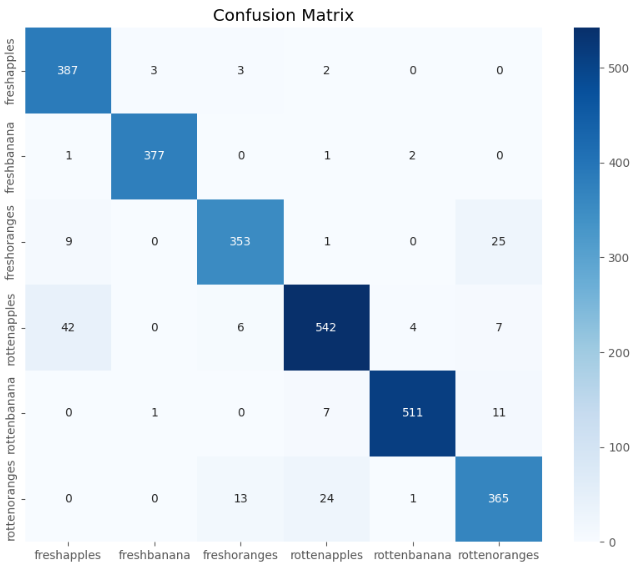 Confusion Matrix
freshapples 387 3 3 2 0 0
freshbanana 1 377 0 1 2 0
freshoranges 9 0 353 1 0 25
rottenapples 42 0 6 542 4 7
rottenbanana 0 1 0 7 511 11
rottenoranges 0 0 13 24 1 365
freshapples freshbanana freshoranges rottenapples rottenbanana rottenoranges
500
400
300
200
100
0